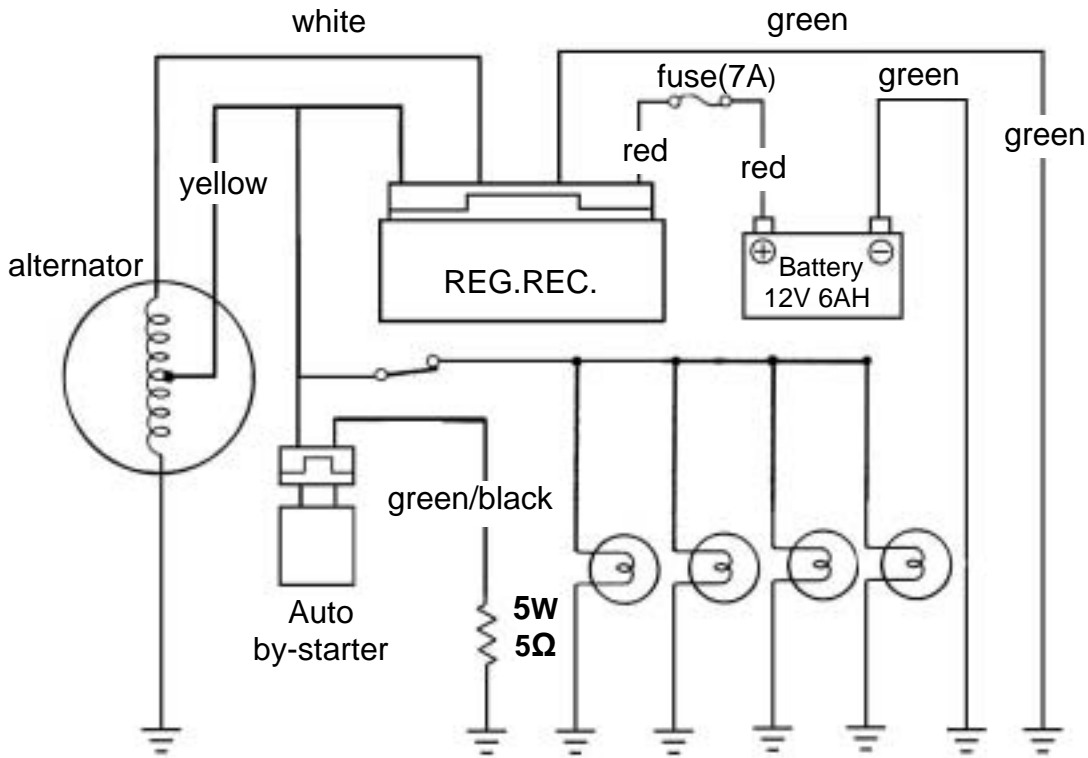 white
green
fuse(7A)
green
red
green
red
yellow
alternator
REG.REC.
Battery
12V 6AH
green/black
Auto
by-starter
5W
5Ω